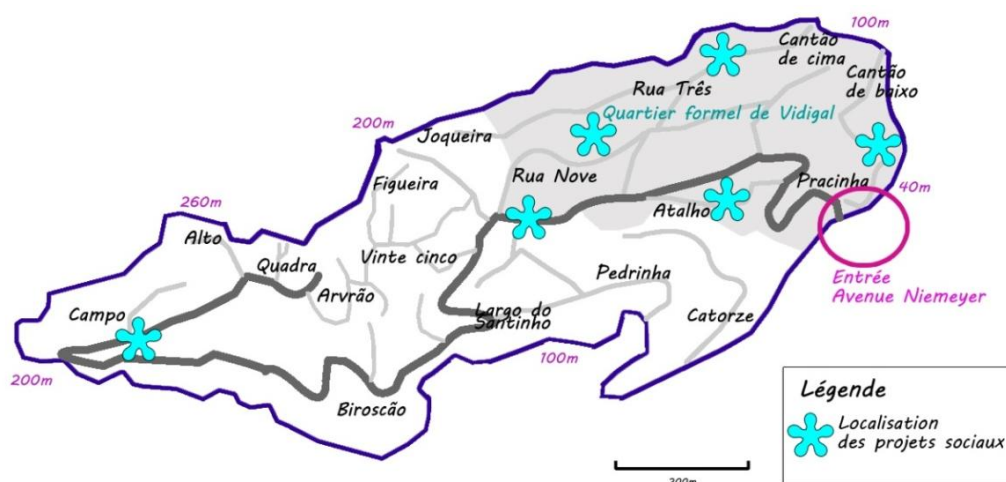 100m
Cantão
de cima
Cantão
de baixo
Rua Três
Quartier formel de Vidigal
200m
Joqueira
Figueira
Rua Nove
Pracinha
40m
Atalho
260m
Alto
Quadra
Vinte cinco
Arvrão
Pedrinha
Entrée
Avenue Niemeyer
Campo
Largo do
Santinho
Catorze
200m
100m
Biroscão
Légende
Localisation
des projets sociaux